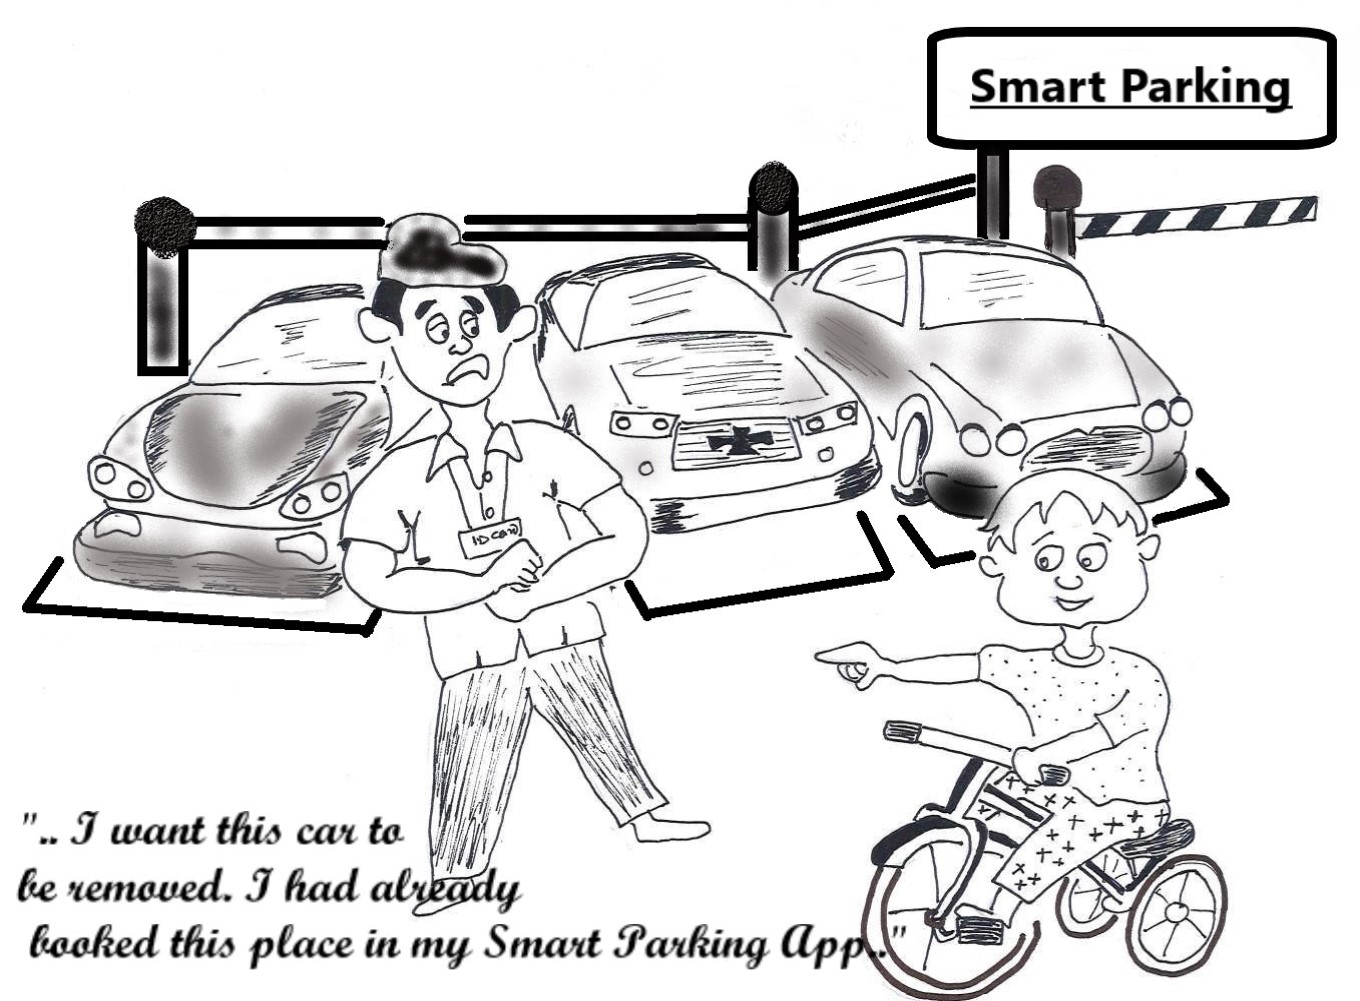 Smart Parking
ID card
".. I want this car to
be removed. I had already
booked this place in my Smart Parking App.."